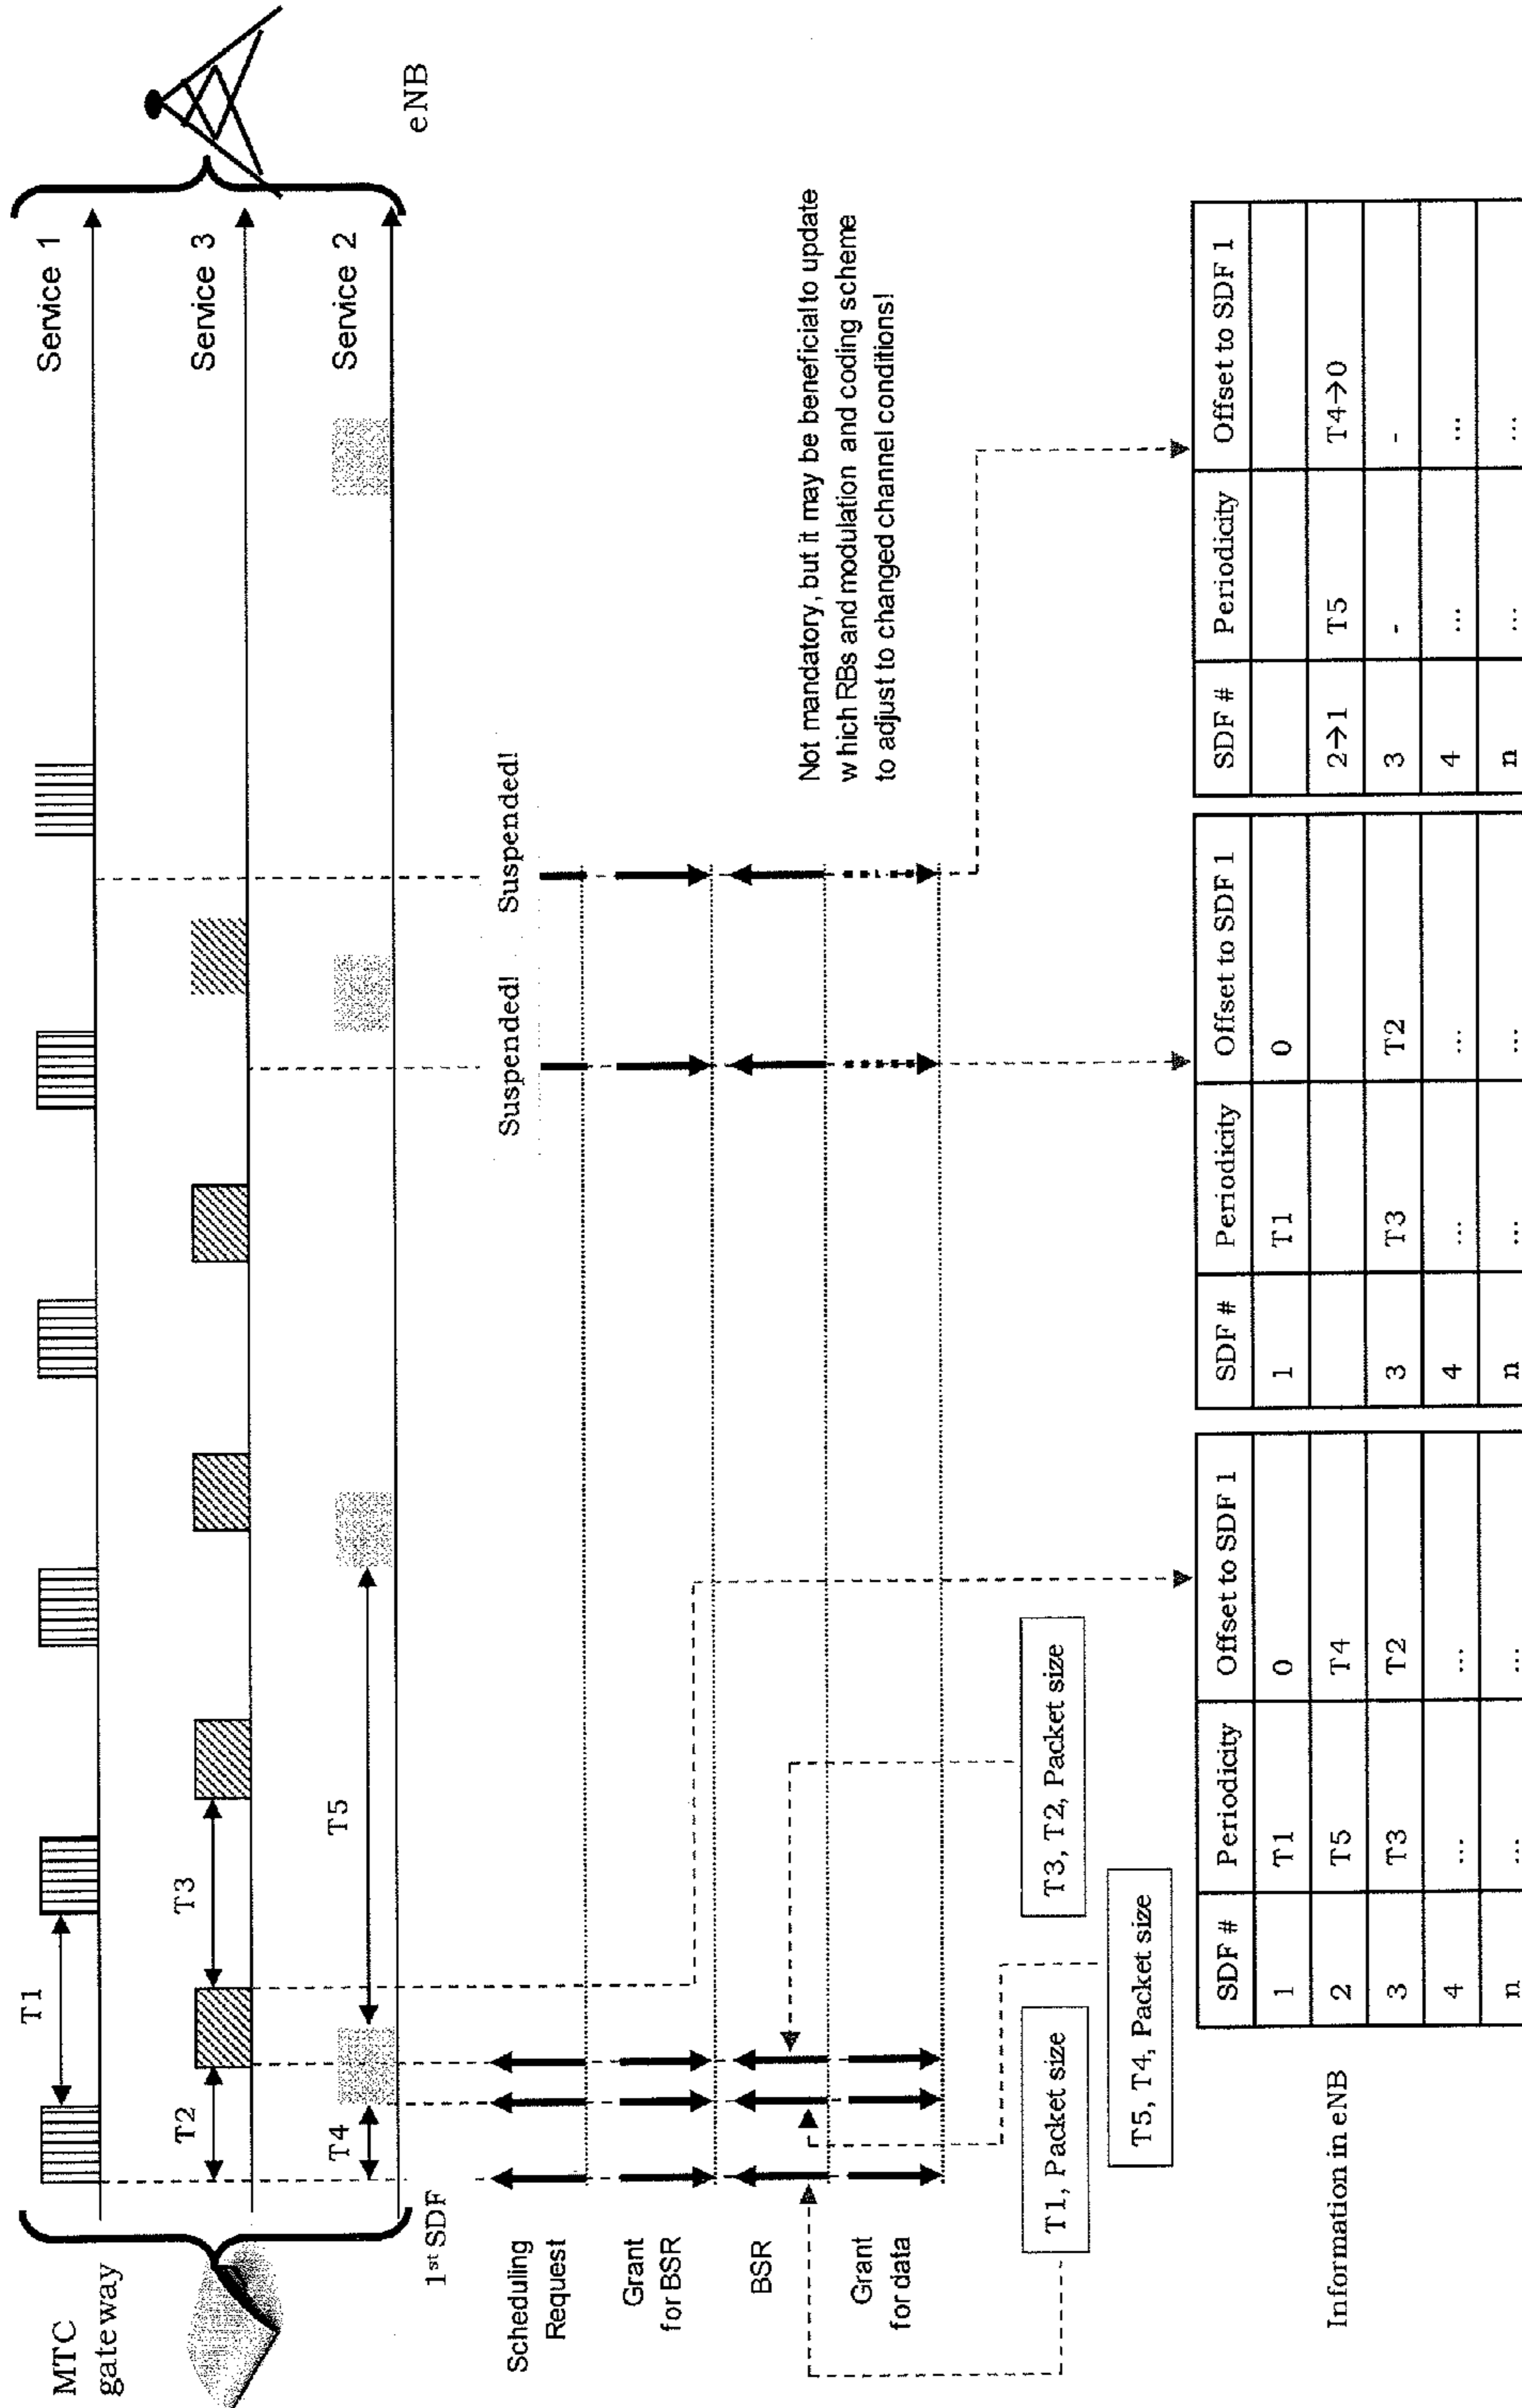 MTC
gateway
T1
Service 1
T2
T3
Service 3
T4
T5
Service 2
eNB
1st SDF
Scheduling
Request
Suspended!
Suspended!
Grant
for BSR
BSR
Grant
for data
Not mandatory, but it may be beneficial to update
which RBs and modulation and coding scheme
to adjust to changed channel conditions!
T1, Packet size
T3, T2, Packet size
T5, T4, Packet size
Information in eNB
SDF # Periodicity Offset to SDF 1
1 T1 0
2 T5 T4
3 T3 T2
4 ... ...
n ... ...
SDF # Periodicity Offset to SDF 1
1 T1 0
3 T3 T2
4 ... ...
n ... ...
SDF # Periodicity Offset to SDF 1
2→1 T5 T4→0
3 - -
4 ... ...
n ... ...